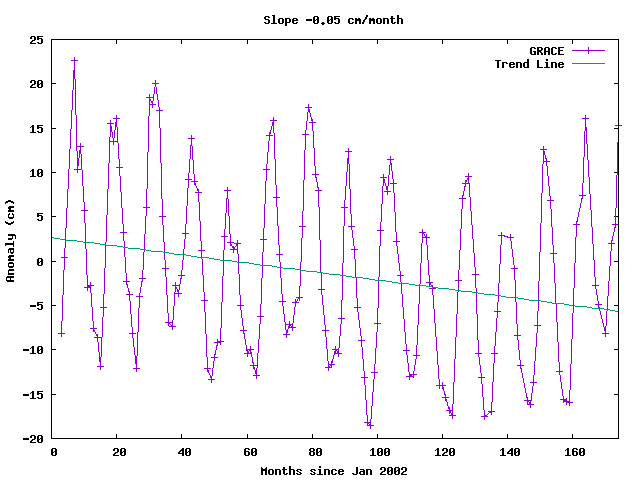 Slope -0.05 cm/month
GRACE
Trend Line
25
20
15
10
5
0
-5
-10
-15
-20
Anomaly (cm)
0 20 40 60 80 100 120 140 160
Months since Jan 2002